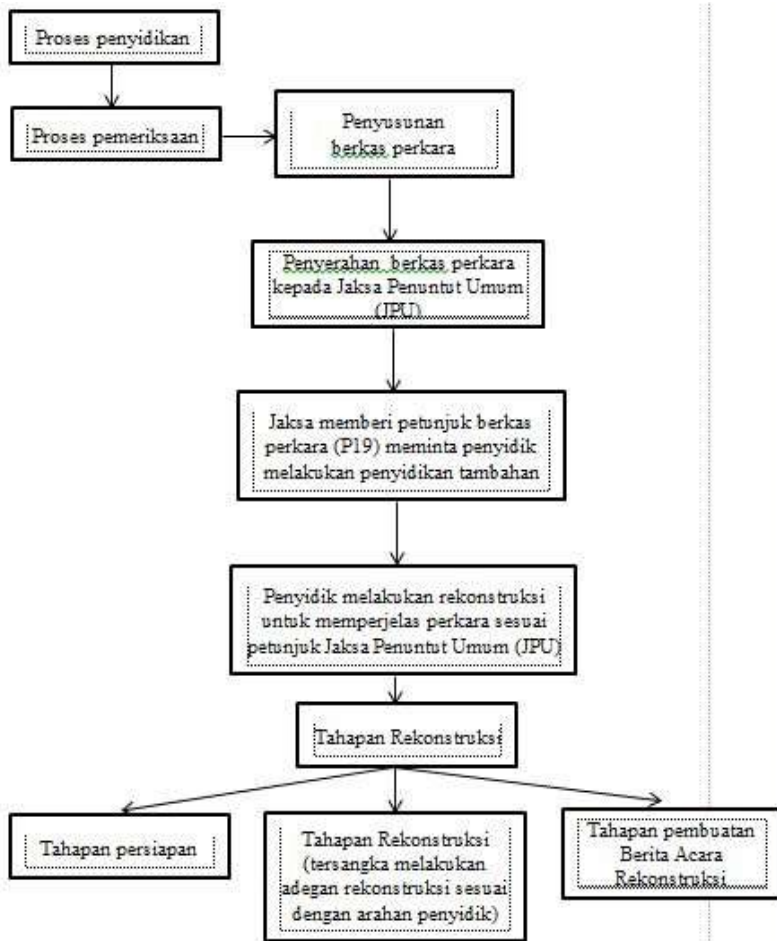 Proses penyidikan
Proses pemeriksaan
Penyusunan
berkas perkara
Penyerahan berkas perkara
kepada Jaksa Penuntut Umum
(JPU)
Jaksa memberi petunjuk berkas
perkara (P19) meminta penyidik
melakukan penyidikan tambahan
Penyidik melakukan rekonstruksi
untuk memperjelas perkara sesuai
petunjuk Jaksa Penuntut Umum (JPU)
Tahapan Rekonstruksi
Tahapan persiapan
Tahapan Rekonstruksi
(tersangka melakukan
adegan rekonstruksi sesuai
dengan arahan penyidik)
Tahapan pembuatan
Berita Acara
Rekonstruksi